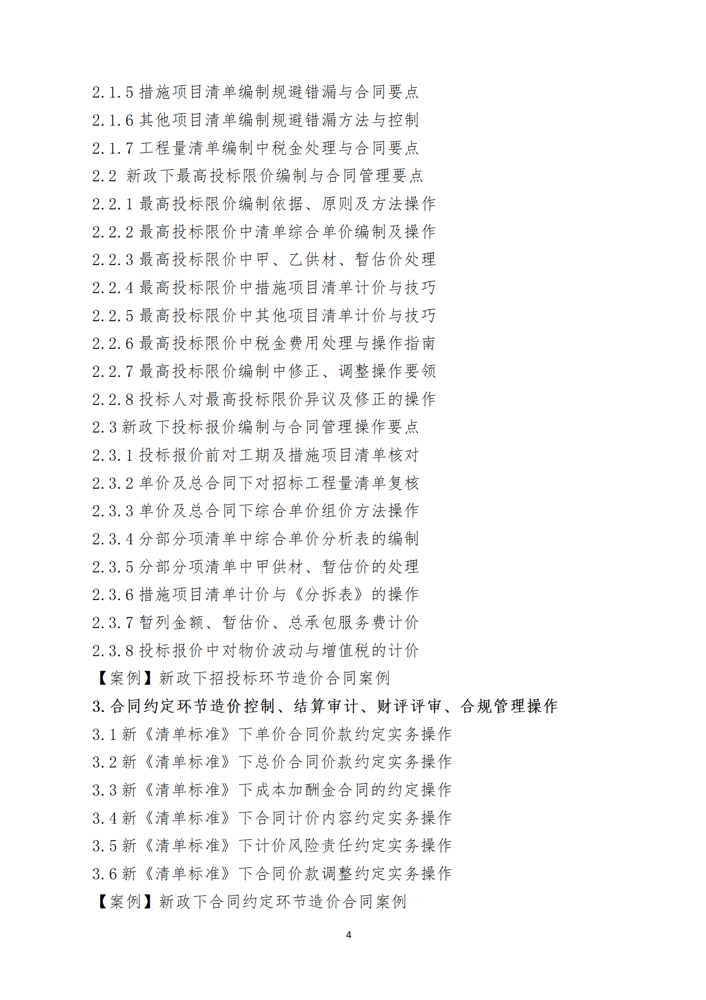 2.1.5措施项目清单编制规避错漏与合同要点
2.1.6其他项目清单编制规避错漏方法与控制
2.1.7工程量清单编制中税金处理与合同要点
2.2 新政下最高投标限价编制与合同管理要点
2.2.1最高投标限价编制依据、原则及方法操作
2.2.2最高投标限价中清单综合单价编制及操作
2.2.3最高投标限价中甲、乙供材、暂估价处理
2.2.4最高投标限价中措施项目清单计价与技巧
2.2.5最高投标限价中其他项目清单计价与技巧
2.2.6最高投标限价中税金费用处理与操作指南
2.2.7最高投标限价编制中修正、调整操作要领
2.2.8投标人对最高投标限价异议及修正的操作
2.3新政下投标报价编制与合同管理操作要点
2.3.1投标报价前对工期及措施项目清单核对
2.3.2单价及总合同下对招标工程量清单复核
2.3.3单价及总合同下综合单价组价方法操作
2.3.4分部分项清单中综合单价分析表的编制
2.3.5分部分项清单中甲供材、暂估价的处理
2.3.6措施项目清单计价与《分拆表》的操作
2.3.7暂列金额、暂估价、总承包服务费计价
2.3.8投标报价中对物价波动与增值税的计价
【案例】新政下招投标环节造价合同案例
3.合同约定环节造价控制、结算审计、财评评审、合规管理操作
3.1新《清单标准》下单价合同价款约定实务操作
3.2新《清单标准》下总价合同价款约定实务操作
3.3新《清单标准》下成本加酬金合同的约定操作
3.4新《清单标准》下合同计价内容约定实务操作
3.5新《清单标准》下计价风险责任约定实务操作
3.6新《清单标准》下合同价款调整约定实务操作
【案例】新政下合同约定环节造价合同案例
4